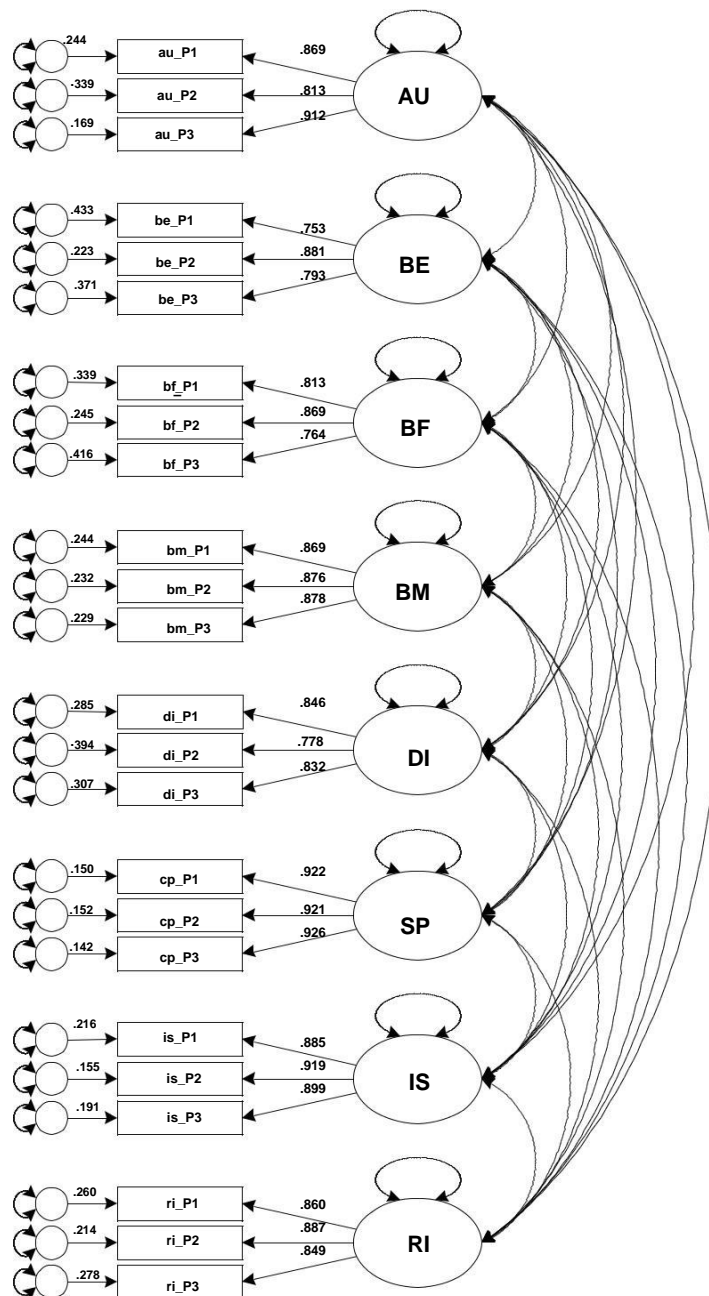 .244 au_P1 .869
.339 au_P2 .813 AU
.169 au_P3 .912
.433 be_P1 .753
.223 be_P2 .881 BE
.371 be_P3 .793
.339 bf_P1 .813
.245 bf_P2 .869 BF
.416 bf_P3 .764
.244 bm_P1 .869
.232 bm_P2 .876 BM
.229 bm_P3 .878
.285 di_P1 .846
.394 di_P2 .778 DI
.307 di_P3 .832
.150 cp_P1 .922
.152 cp_P2 .921 SP
.142 cp_P3 .926
.216 is_P1 .885
.155 is_P2 .919 IS
.191 is_P3 .899
.260 ri_P1 .860
.214 ri_P2 .887 RI
.278 ri_P3 .849